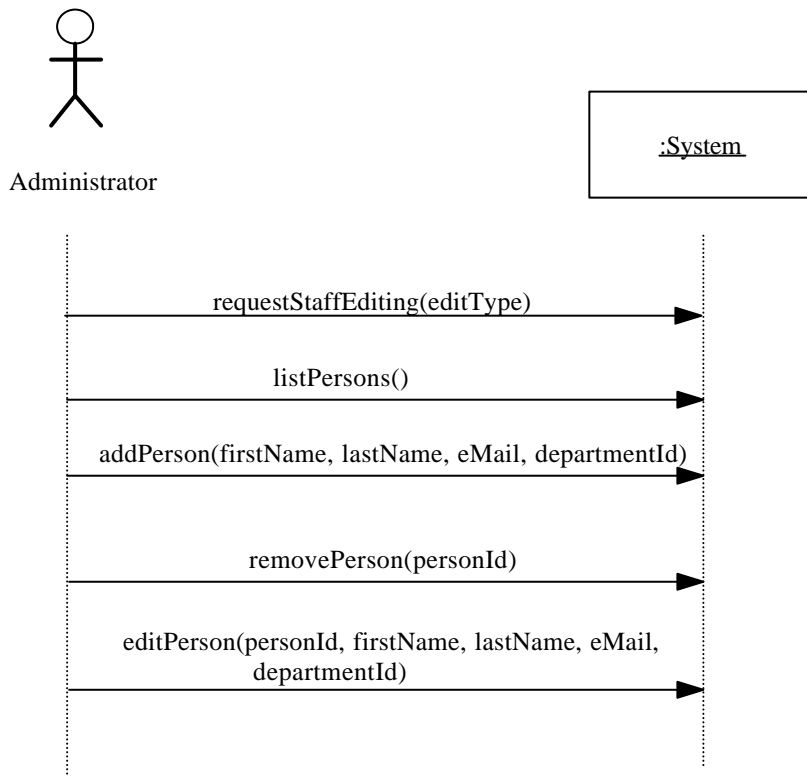 :System
Administrator
requestStaffEditing(editType)
listPersons()
addPerson(firstName, lastName, eMail, departmentId)
removePerson(personId)
editPerson(personId, firstName, lastName, eMail,
departmentId)